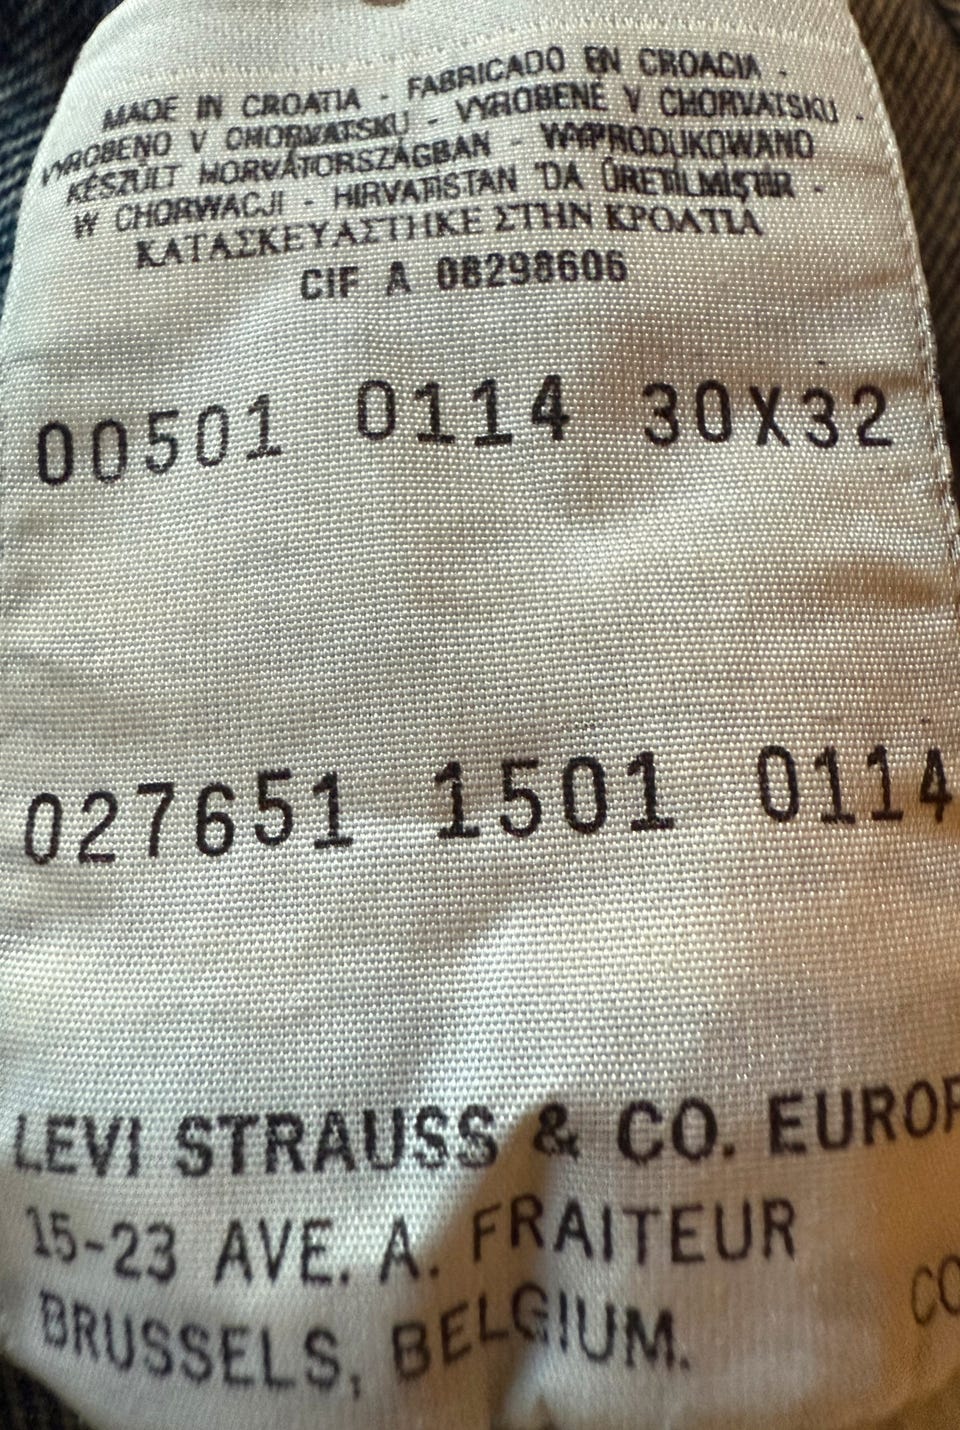 MADE IN CROATIA - FABRICADO EN CROACIA -
VYROBENO V CHORVATSKU - VYROBENÉ V CHORVATSKU -
KÉSZÜLT HORVÁTORSZÁGBAN - WYPRODUKOWANO
W CHORWACJI - HIRVATISTAN 'DA ÜRETILMIŞTIR -
ΚΑΤΑΣΚΕΥΑΣΤΗΚΕ ΣΤΗΝ ΚΡΟΑΤΙΑ
CIF A 08298606
00501 0114 30X32
027651 1501 0114
LEVI STRAUSS & CO. EUROP
15-23 AVE. A. FRAITEUR
BRUSSELS, BELGIUM.
CO